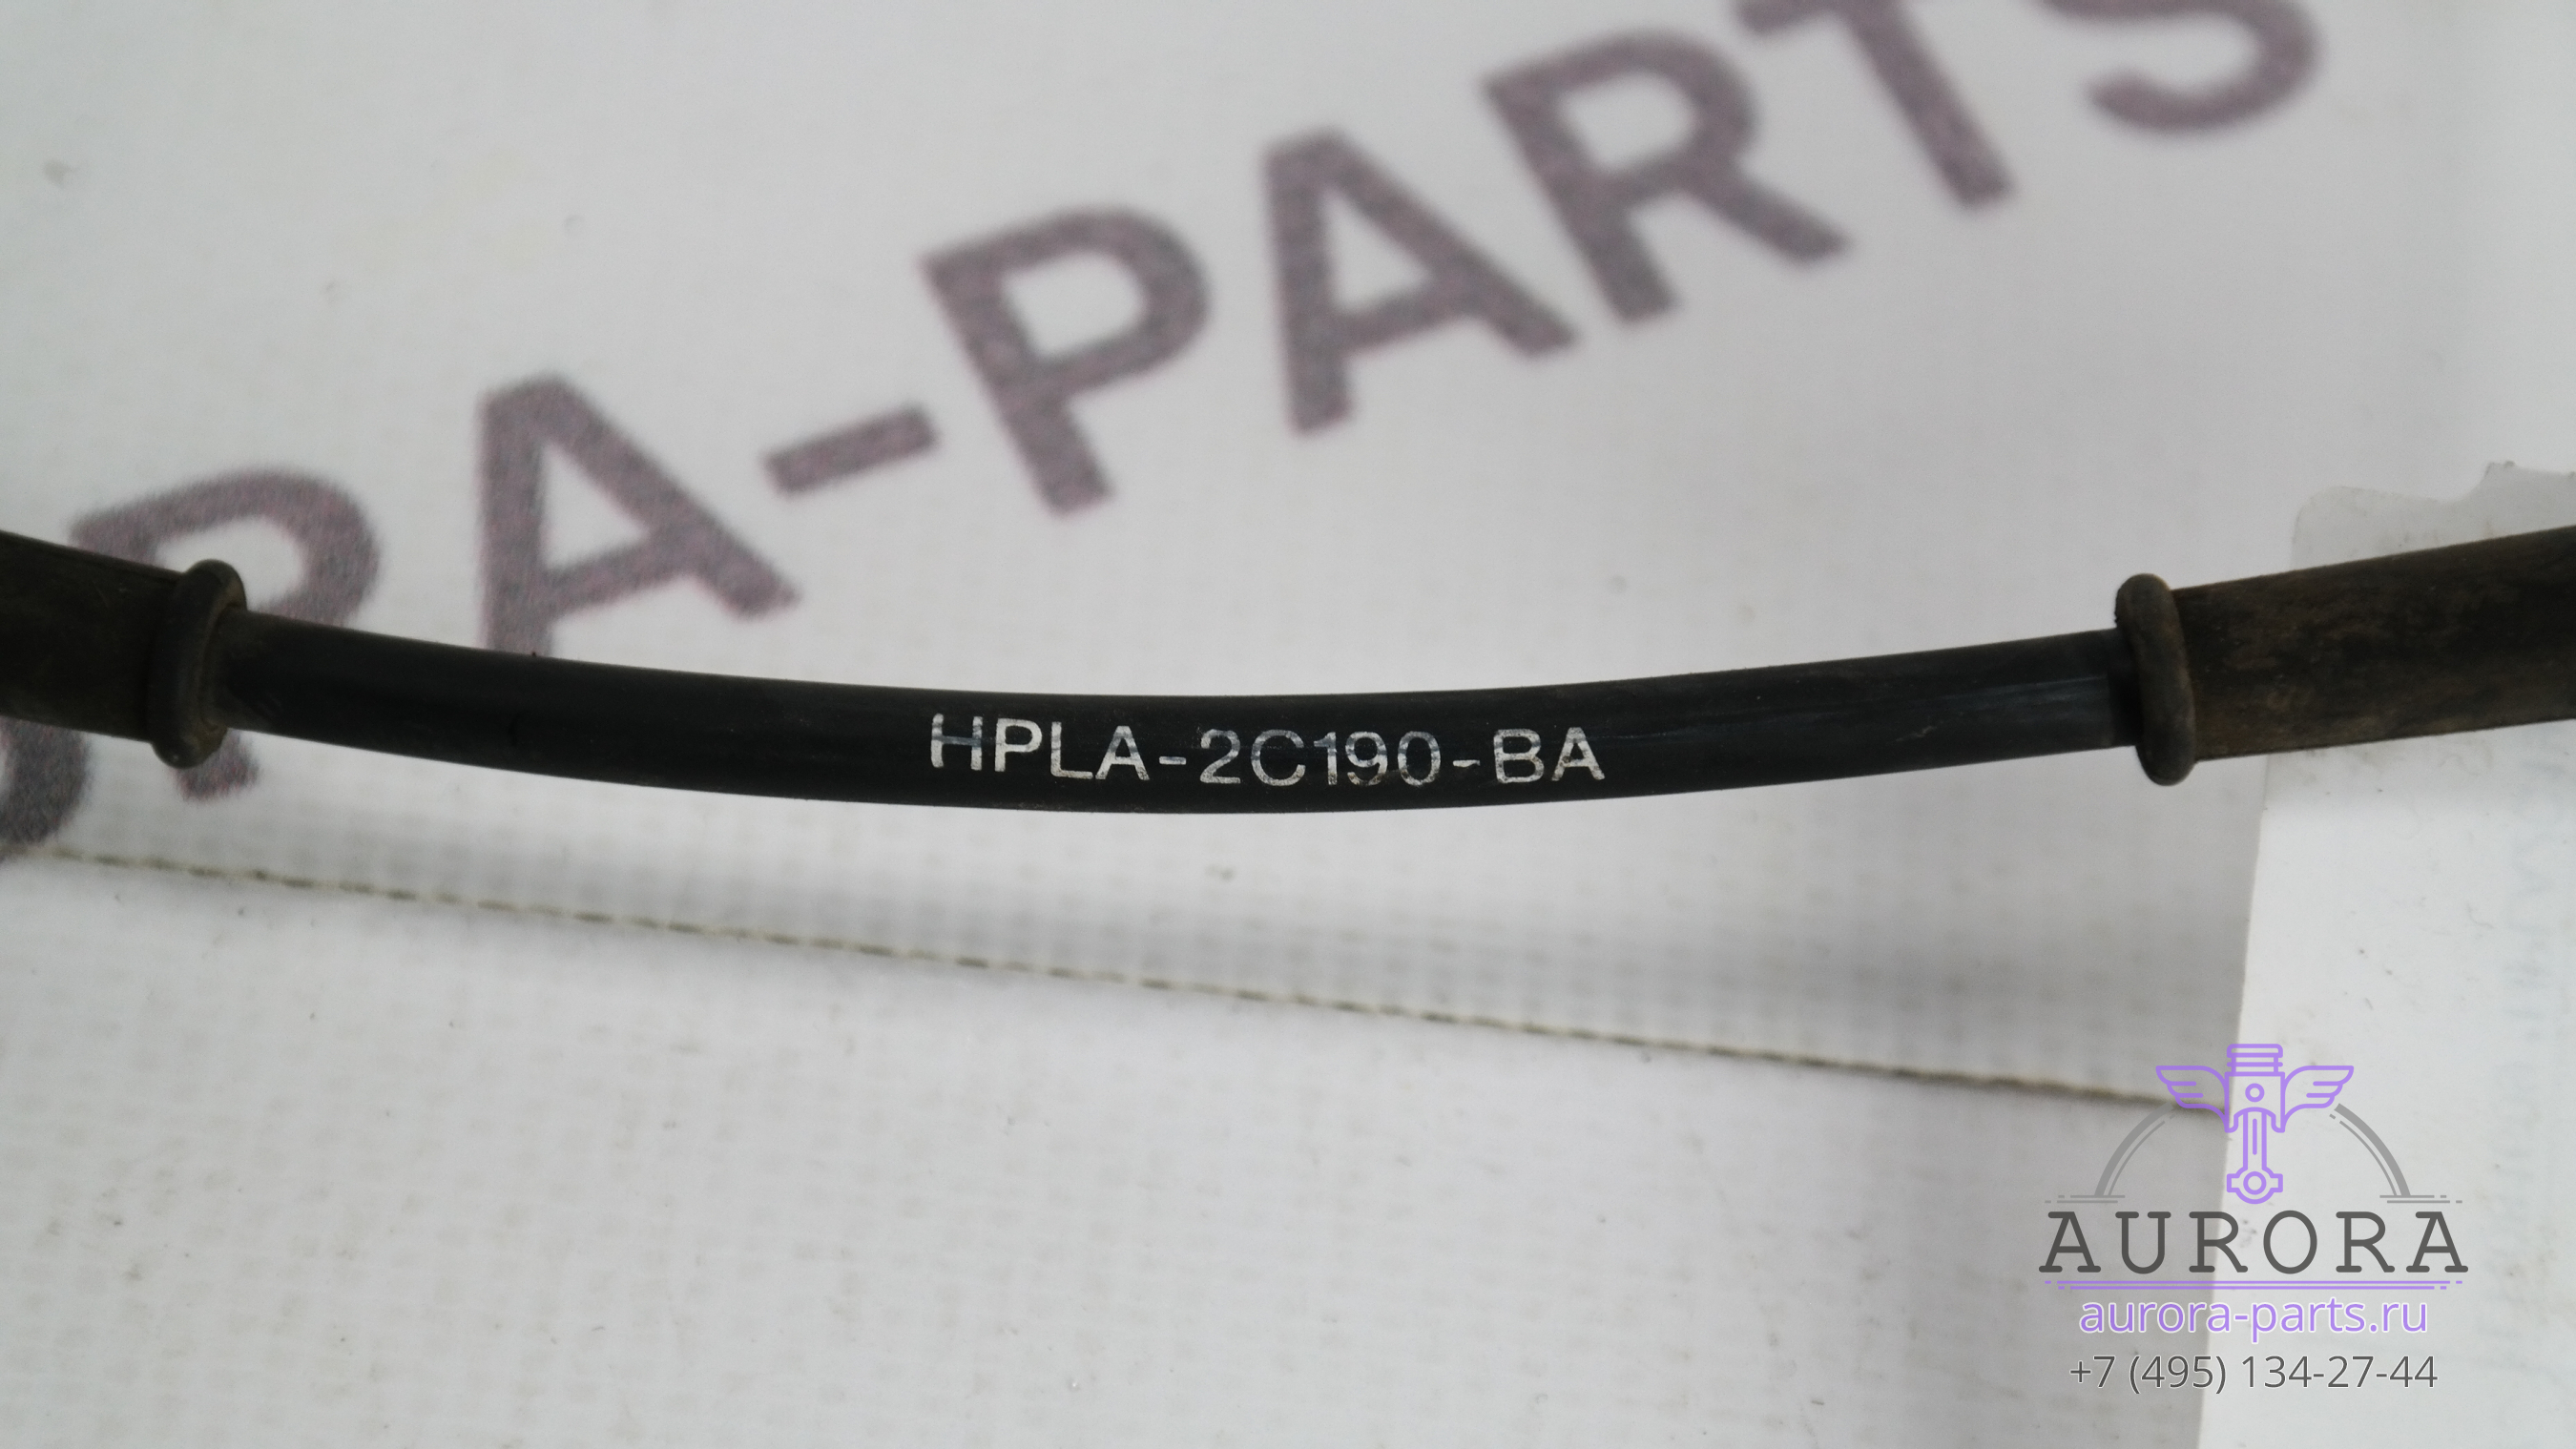 RA-PARTS
HPLA-2C190-BA
AURORA
aurora-parts.ru
+7 (495) 134-27-44